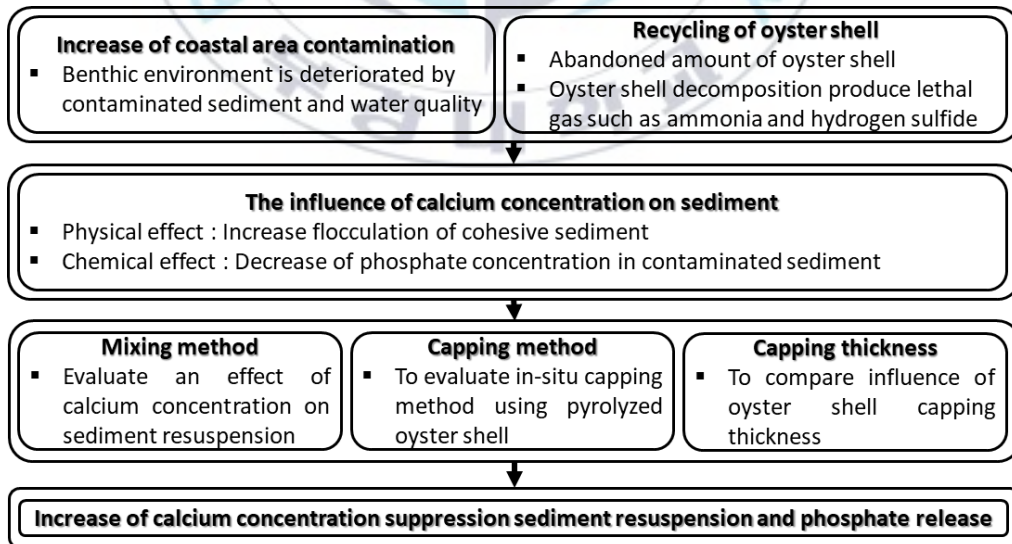 Increase of coastal area contamination
▪ Benthic environment is deteriorated by
contaminated sediment and water quality
Recycling of oyster shell
▪ Abandoned amount of oyster shell
▪ Oyster shell decomposition produce lethal
gas such as ammonia and hydrogen sulfide
The influence of calcium concentration on sediment
▪ Physical effect : Increase flocculation of cohesive sediment
▪ Chemical effect : Decrease of phosphate concentration in contaminated sediment
Mixing method
▪ Evaluate an effect of
calcium concentration on
sediment resuspension
Capping method
▪ To evaluate in-situ capping
method using pyrolyzed
oyster shell
Capping thickness
▪ To compare influence of
oyster shell capping
thickness
Increase of calcium concentration suppression sediment resuspension and phosphate release